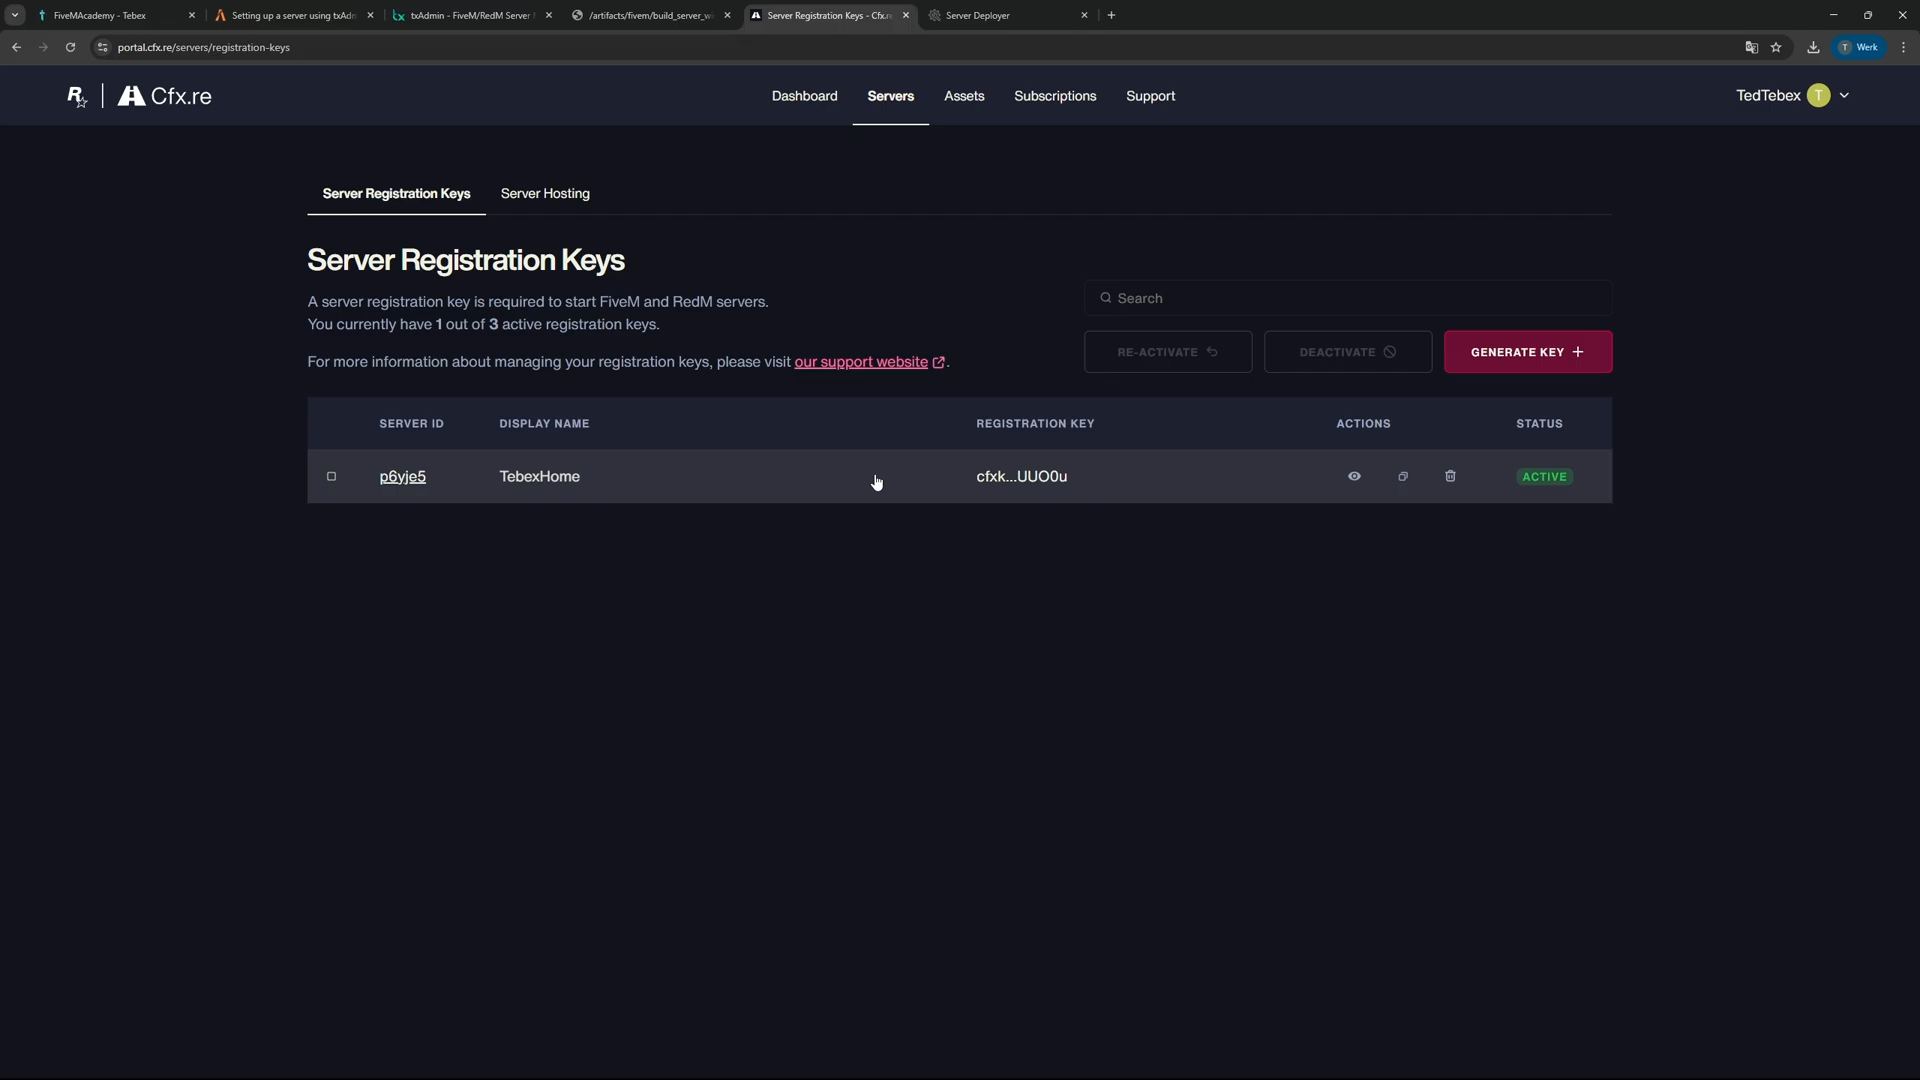 FiveMAcademy - Tebex
Setting up a server using txAdm
txAdmin - FiveM/RedM Server
/artifacts/fivem/build_server_w
Server Registration Keys - Cfx.re
Server Deployer
portal.cfx.re/servers/registration-keys
T Werk
Cfx.re
Dashboard
Servers
Assets
Subscriptions
Support
TedTebex T
Server Registration Keys
Server Hosting
Server Registration Keys
A server registration key is required to start FiveM and RedM servers.
You currently have 1 out of 3 active registration keys.
For more information about managing your registration keys, please visit our support website.
Search
RE-ACTIVATE
DEACTIVATE
GENERATE KEY
SERVER ID DISPLAY NAME REGISTRATION KEY ACTIONS STATUS
p6yje5 TebexHome cfxk...UUO0u ACTIVE